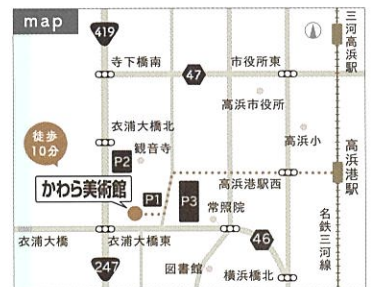 map
419
三河高浜駅
寺下橋南
47
市役所東
高浜市役所
衣浦大橋北
高浜小
徒歩
10分
P2
観音寺
高浜港駅
かわら美術館
P1
P3
高浜港駅西
常照院
名鉄三河線
衣浦大橋
衣浦大橋東
46
247
図書館
横浜橋北